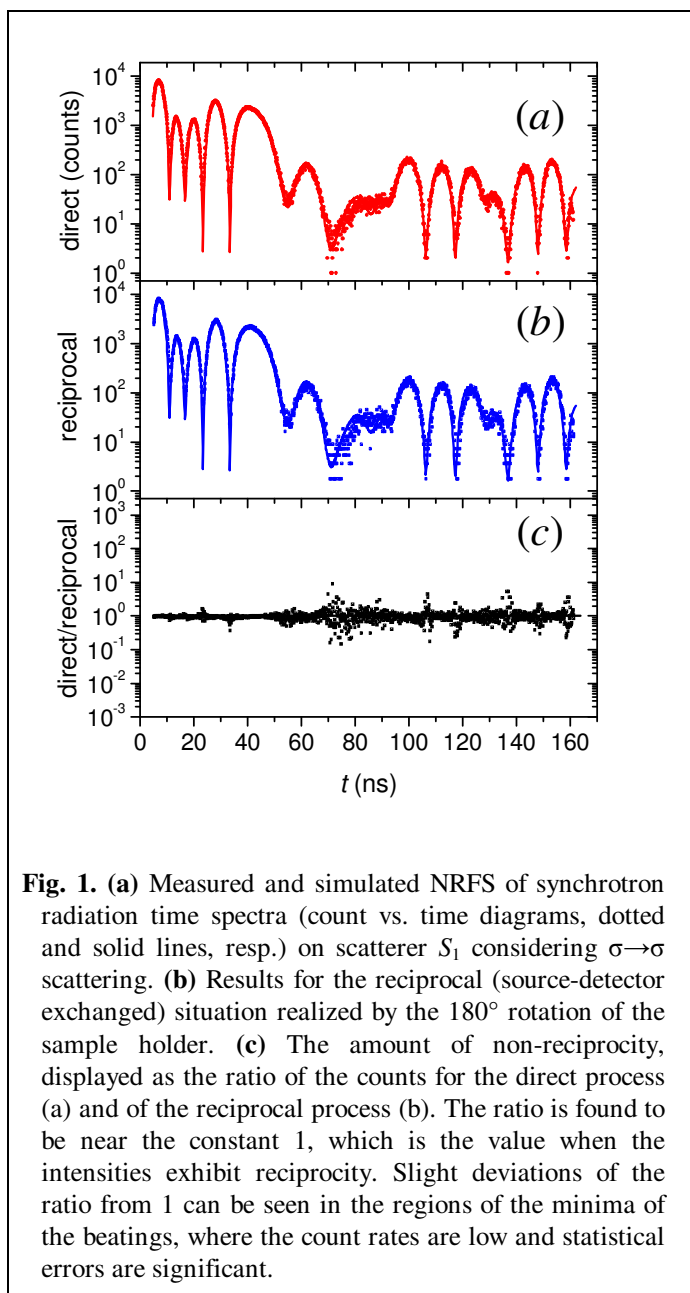 10⁴
10³
10²
10¹
10⁰
direct (counts)
(a)
10⁴
10³
10²
10¹
10⁰
reciprocal
(b)
10³
10²
10¹
10⁰
10⁻¹
10⁻²
10⁻³
direct/reciprocal
(c)
0 20 40 60 80 100 120 140 160
t (ns)
Fig. 1. (a) Measured and simulated NRFS of synchrotron
radiation time spectra (count vs. time diagrams, dotted
and solid lines, resp.) on scatterer S₁ considering σ→σ
scattering. (b) Results for the reciprocal (source-detector
exchanged) situation realized by the 180° rotation of the
sample holder. (c) The amount of non-reciprocity,
displayed as the ratio of the counts for the direct process
(a) and of the reciprocal process (b). The ratio is found to
be near the constant 1, which is the value when the
intensities exhibit reciprocity. Slight deviations of the
ratio from 1 can be seen in the regions of the minima of
the beatings, where the count rates are low and statistical
errors are significant.